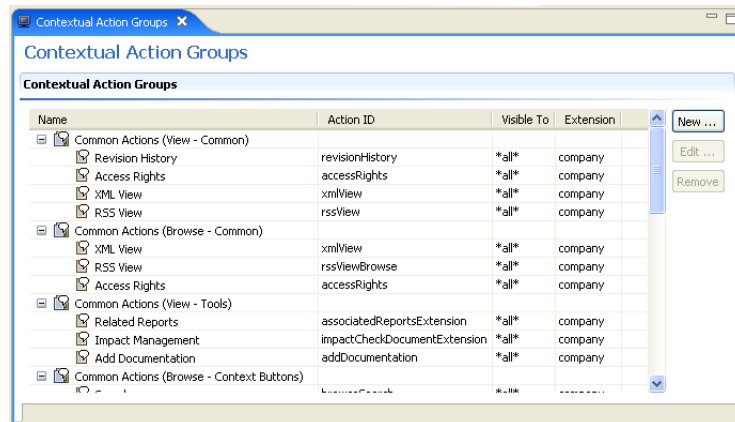 Contextual Action Groups
Contextual Action Groups
Contextual Action Groups
Name Action ID Visible To Extension
New ...
Common Actions (View - Common)
Revision History revisionHistory *all* company
Edit ...
Access Rights accessRights *all* company
Remove
XML View xmlView *all* company
RSS View rssView *all* company
Common Actions (Browse - Common)
XML View xmlView *all* company
RSS View rssViewBrowse *all* company
Access Rights accessRights *all* company
Common Actions (View - Tools)
Related Reports associatedReportsExtension *all* company
Impact Management impactCheckDocumentExtension *all* company
Add Documentation addDocumentation *all* company
Common Actions (Browse - Context Buttons)